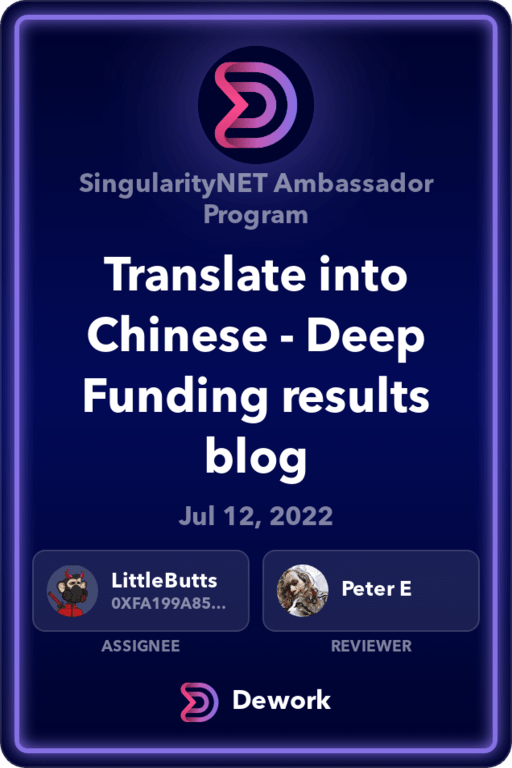 SingularityNET Ambassador
Program
Translate into
Chinese - Deep
Funding results
blog
Jul 12, 2022
LittleButts
0XFA199A85...
Peter E
ASSIGNEE
REVIEWER
Dework